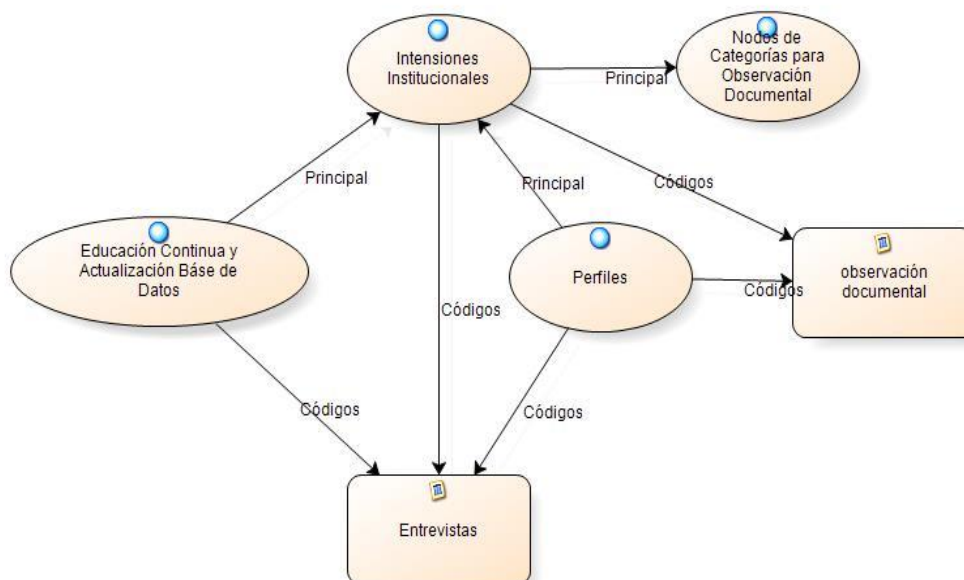 Intensiones
Institucionales
Nodos de
Categorías para
Observación
Documental
Principal
Principal
Principal
Códigos
Educación Continua y
Actualización Báse de
Datos
Perfiles
observación
documental
Códigos
Códigos
Códigos
Códigos
Entrevistas